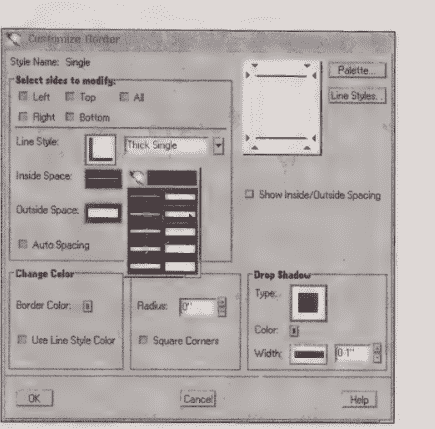 Customize Border
Style Name: Single
Select sides to modify:
Left Top All
Right Bottom
Palette...
Line Styles...
Line Style: Thick Single
Inside Space:
Outside Space:
Show Inside/Outside Spacing
Auto Spacing
Change Color
Border Color:
Use Line Style Color
Radius: 0"
Square Corners
Drop Shadow
Type:
Color:
Width: 0.1"
OK Cancel Help